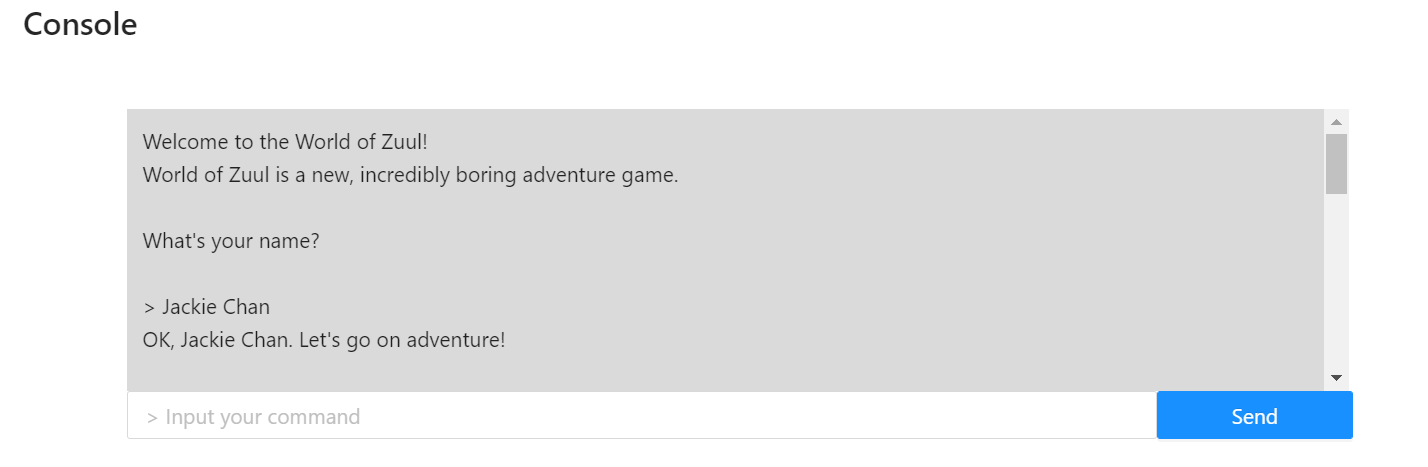 Console
Welcome to the World of Zuul!
World of Zuul is a new, incredibly boring adventure game.
What's your name?
> Jackie Chan
OK, Jackie Chan. Let's go on adventure!
> Input your command
Send